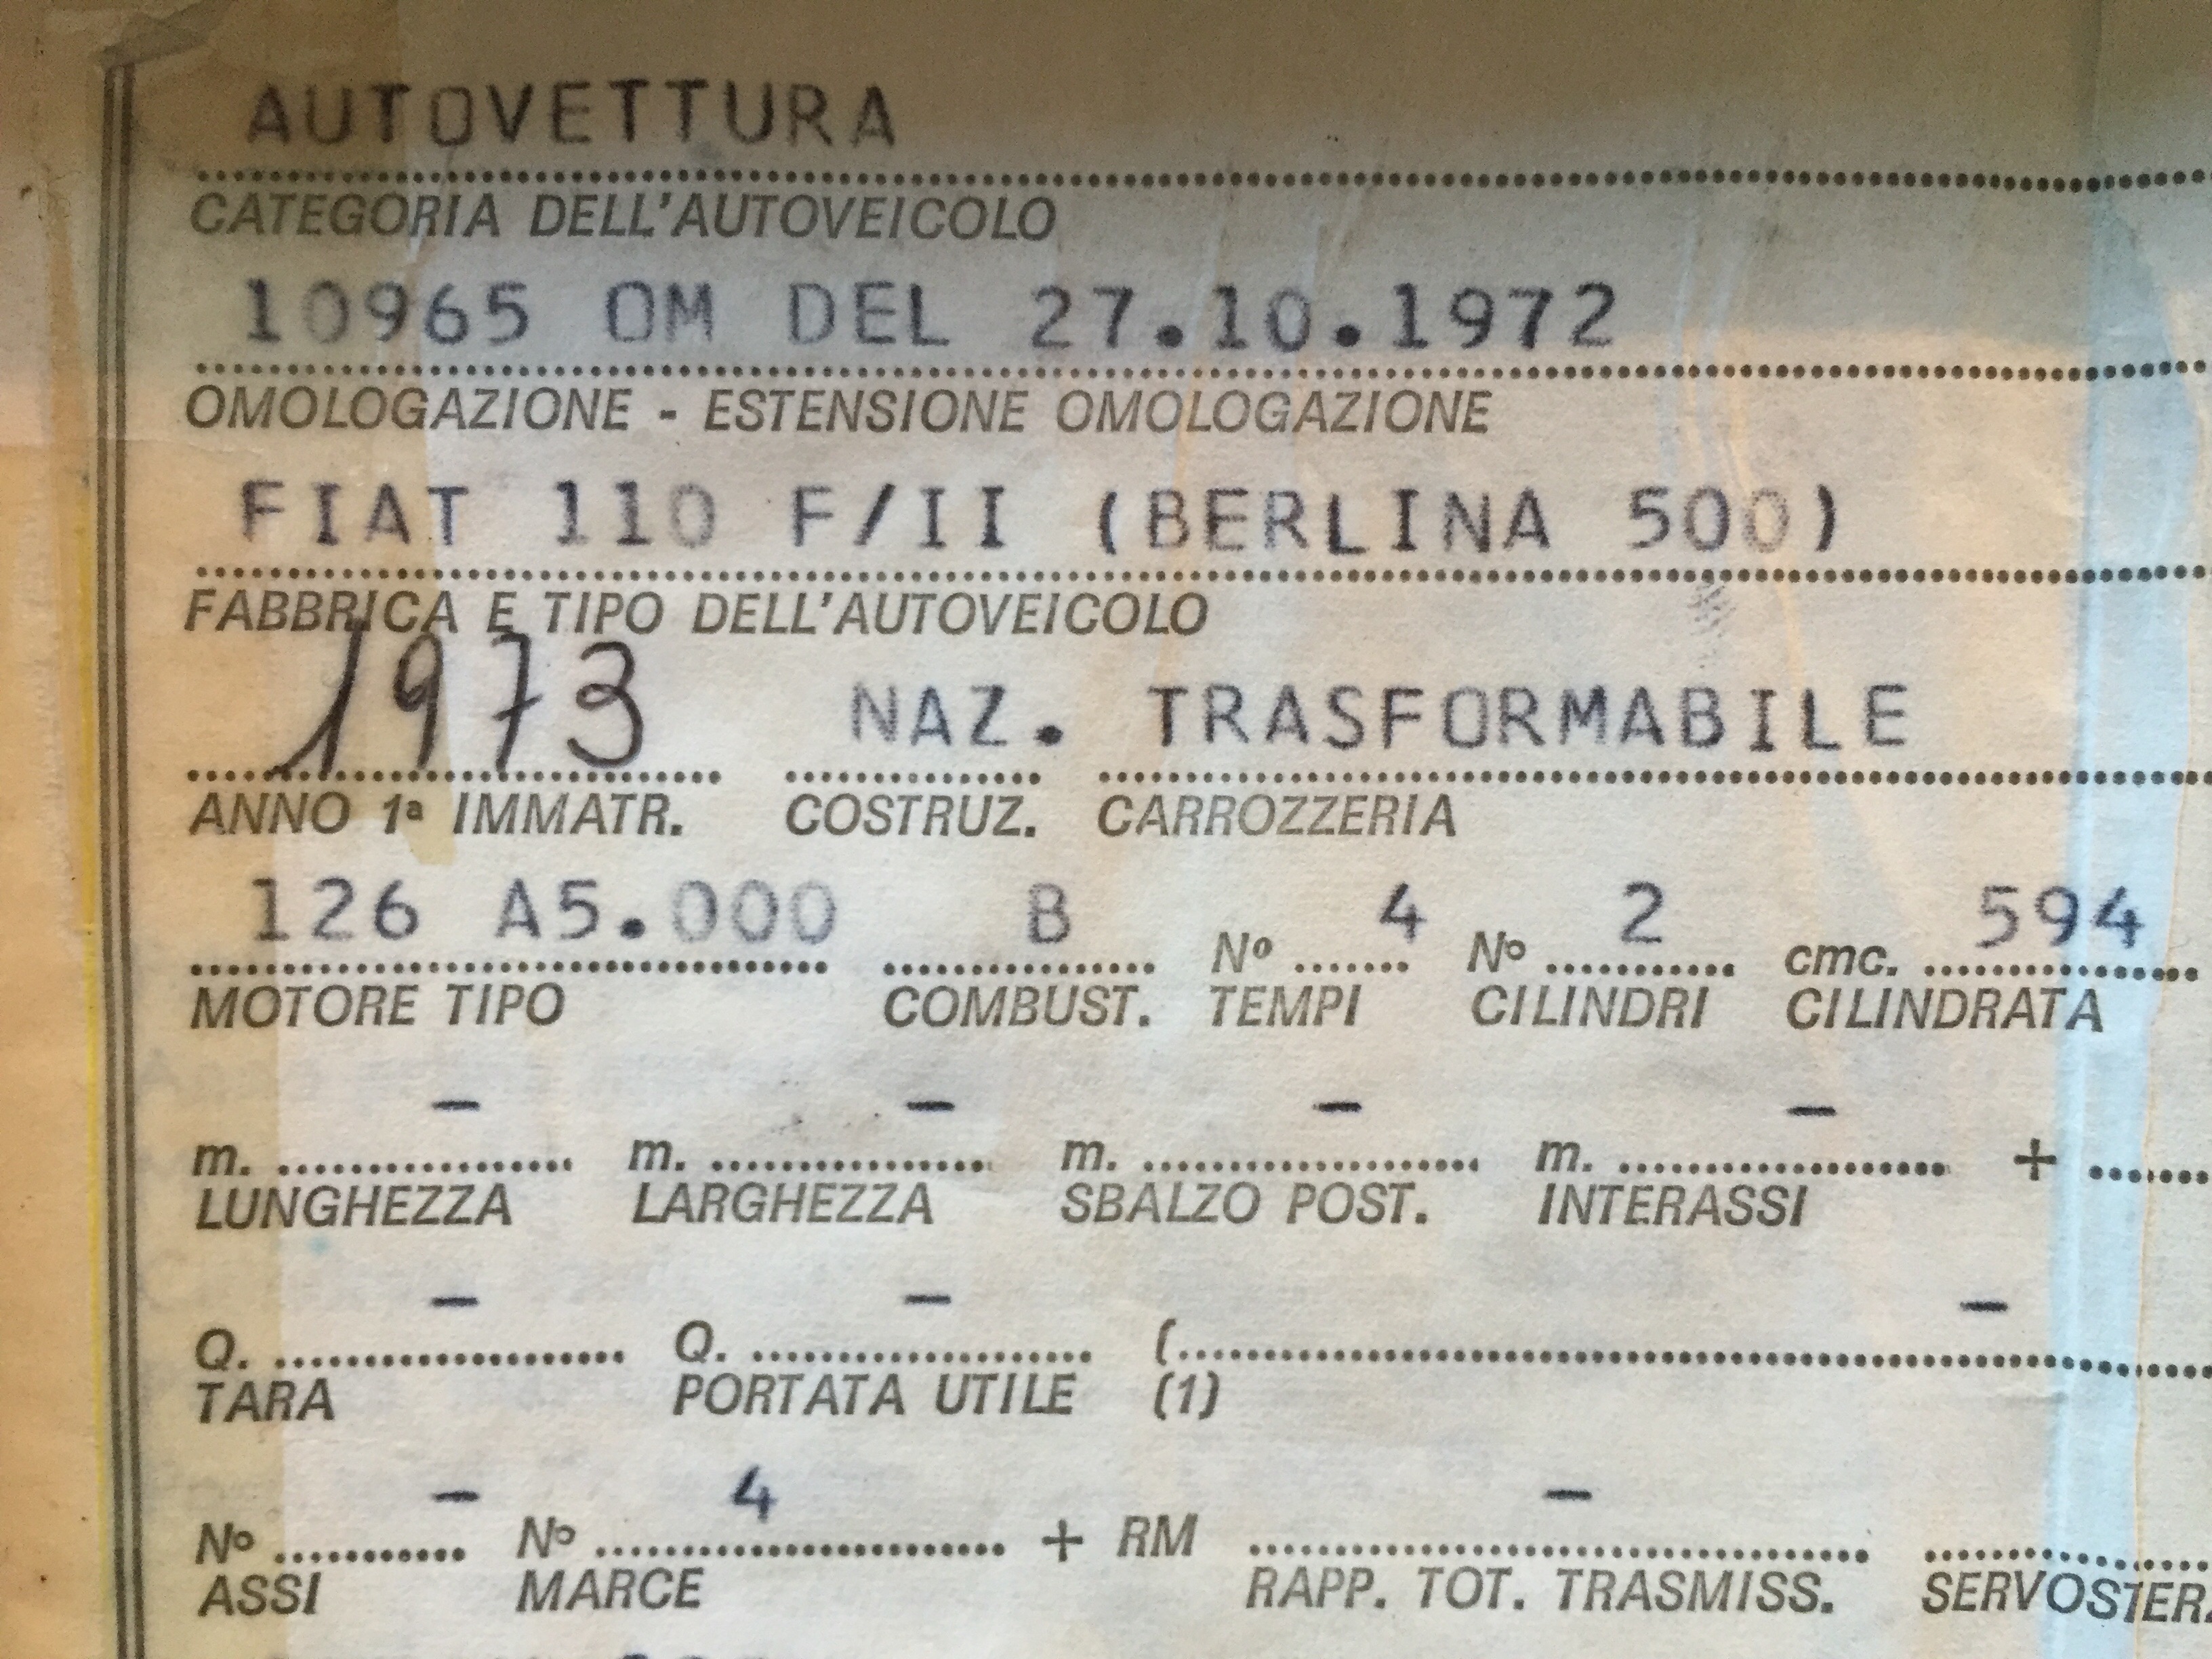 AUTOVETTURA
CATEGORIA DELL'AUTOVEICOLO
10965 OM DEL 27.10.1972
OMOLOGAZIONE - ESTENSIONE OMOLOGAZIONE
FIAT 110 F/II (BERLINA 500)
FABBRICA E TIPO DELL'AUTOVEICOLO
1973 NAZ. TRASFORMABILE
ANNO 1ª IMMATR. COSTRUZ. CARROZZERIA
126 A5.000 B Nº 4 Nº 2 cmc. 594
MOTORE TIPO COMBUST. TEMPI CILINDRI CILINDRATA
– – – –
m. m. m. m. +
LUNGHEZZA LARGHEZZA SBALZO POST. INTERASSI
– – –
Q. Q. (
TARA PORTATA UTILE (1)
– 4 –
Nº Nº + RM
ASSI MARCE RAPP. TOT. TRASMISS. SERVOSTER